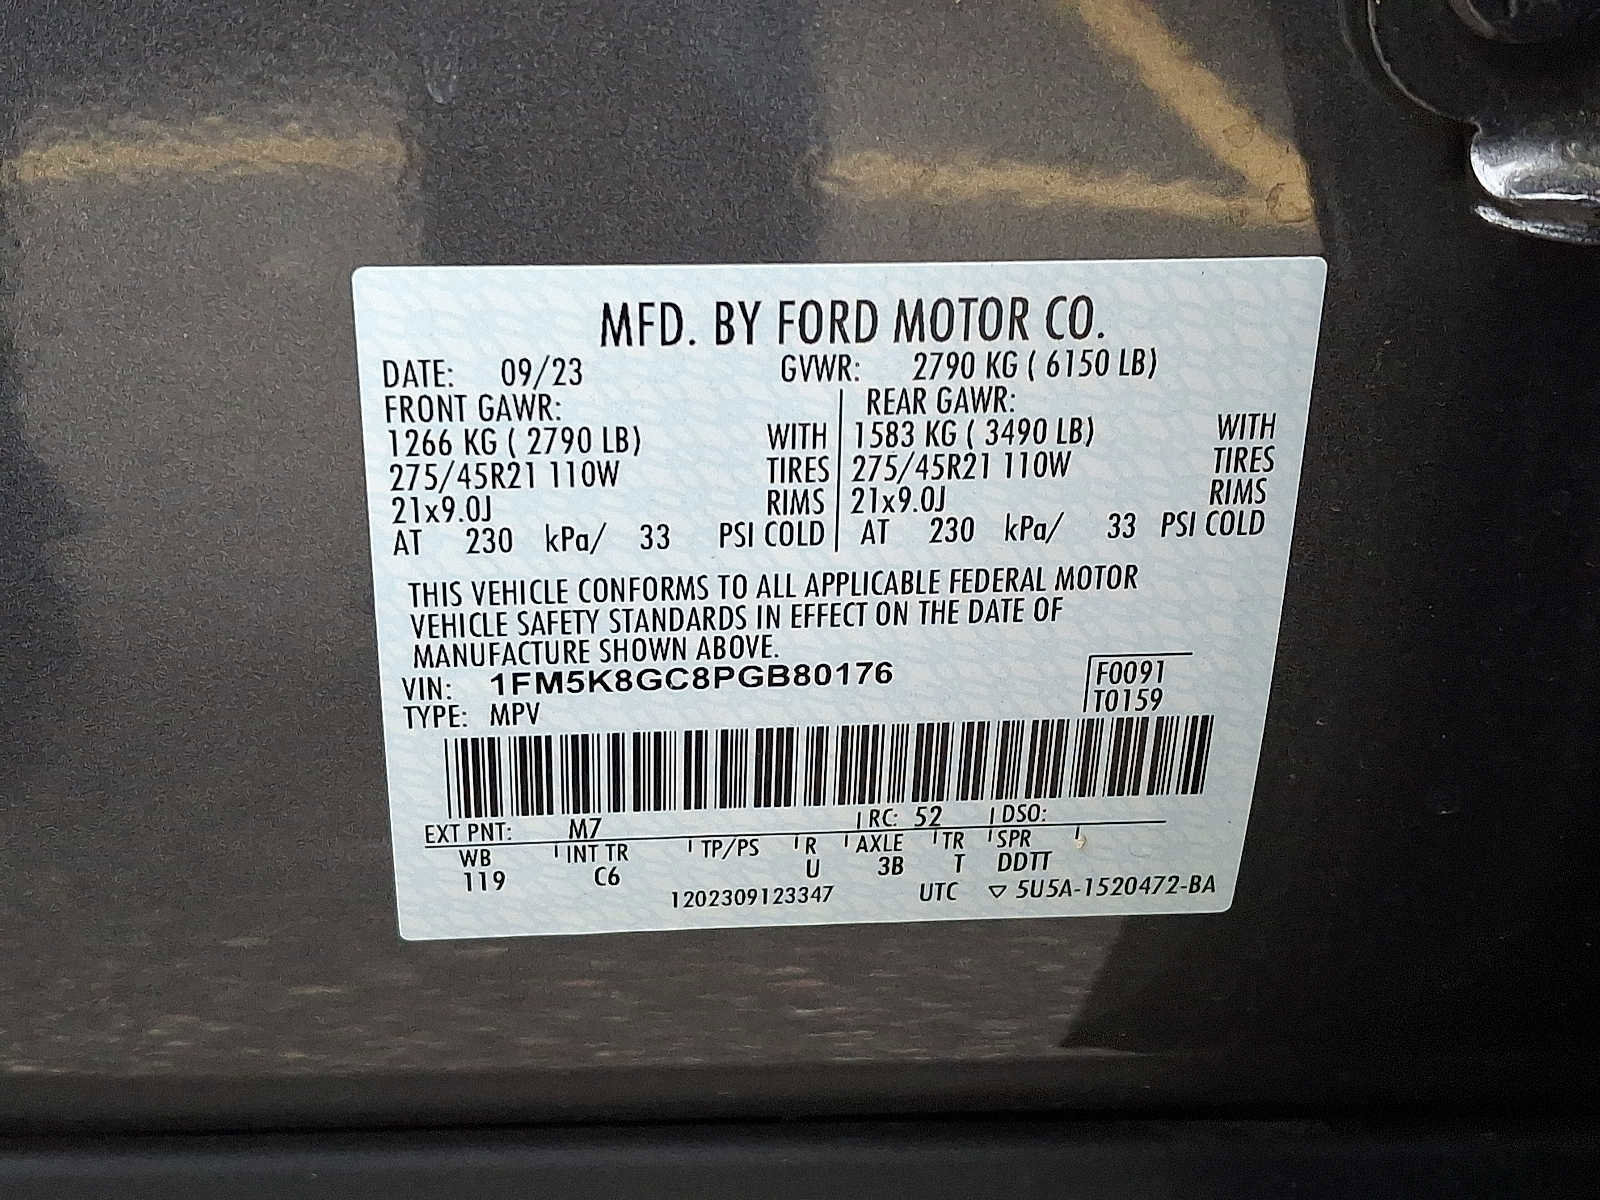 MFD. BY FORD MOTOR CO.
DATE: 09/23 GVWR: 2790 KG ( 6150 LB)
FRONT GAWR: REAR GAWR:
1266 KG ( 2790 LB) WITH 1583 KG ( 3490 LB) WITH
275/45R21 110W TIRES 275/45R21 110W TIRES
21x9.0J RIMS 21x9.0J RIMS
AT 230 kPa/ 33 PSI COLD AT 230 kPa/ 33 PSI COLD
THIS VEHICLE CONFORMS TO ALL APPLICABLE FEDERAL MOTOR
VEHICLE SAFETY STANDARDS IN EFFECT ON THE DATE OF
MANUFACTURE SHOWN ABOVE.
VIN: 1FM5K8GC8PGB80176 F0091
TYPE: MPV T0159
EXT PNT: M7 RC: 52 DSO:
WB INT TR TP/PS R AXLE TR SPR
119 C6 U 3B T DDTT
1202309123347 UTC ▽ 5U5A-1520472-BA